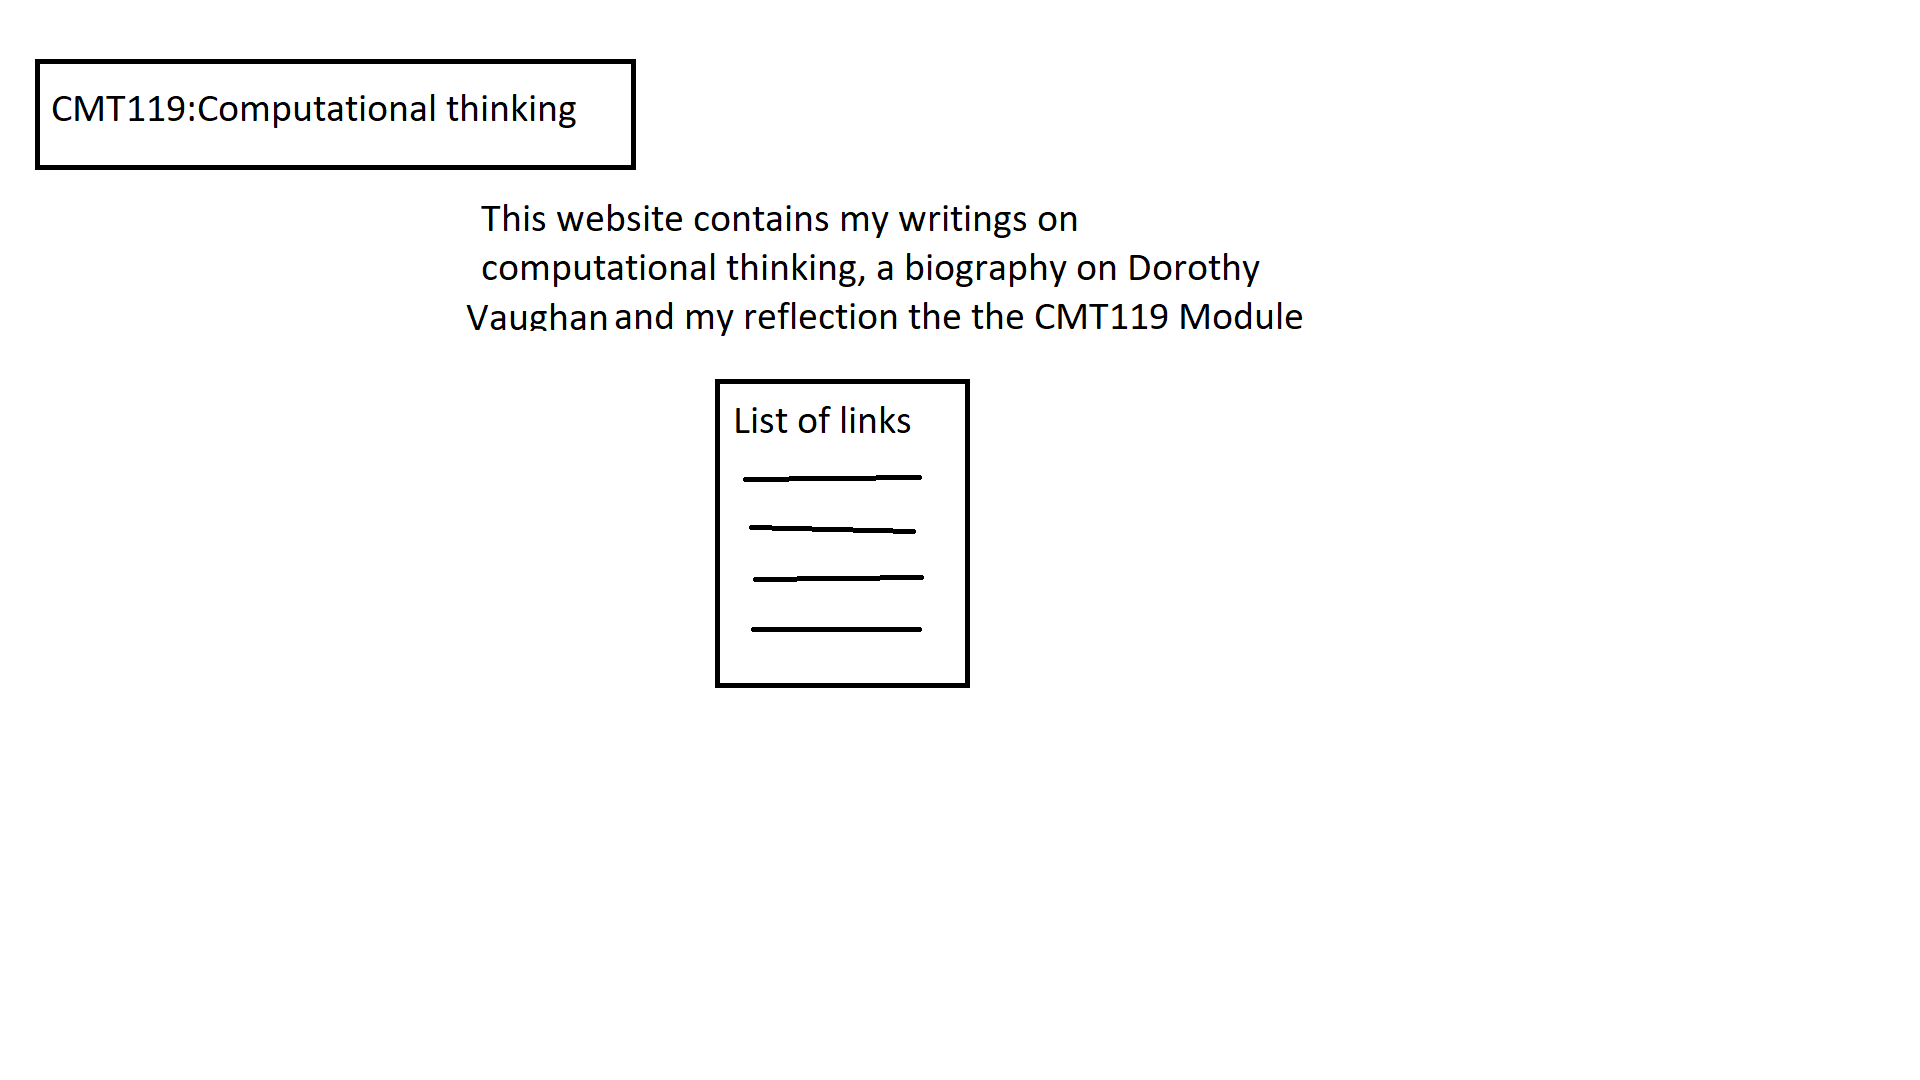 CMT119:Computational thinking
This website contains my writings on
computational thinking, a biography on Dorothy
Vaughan and my reflection the the CMT119 Module
List of links